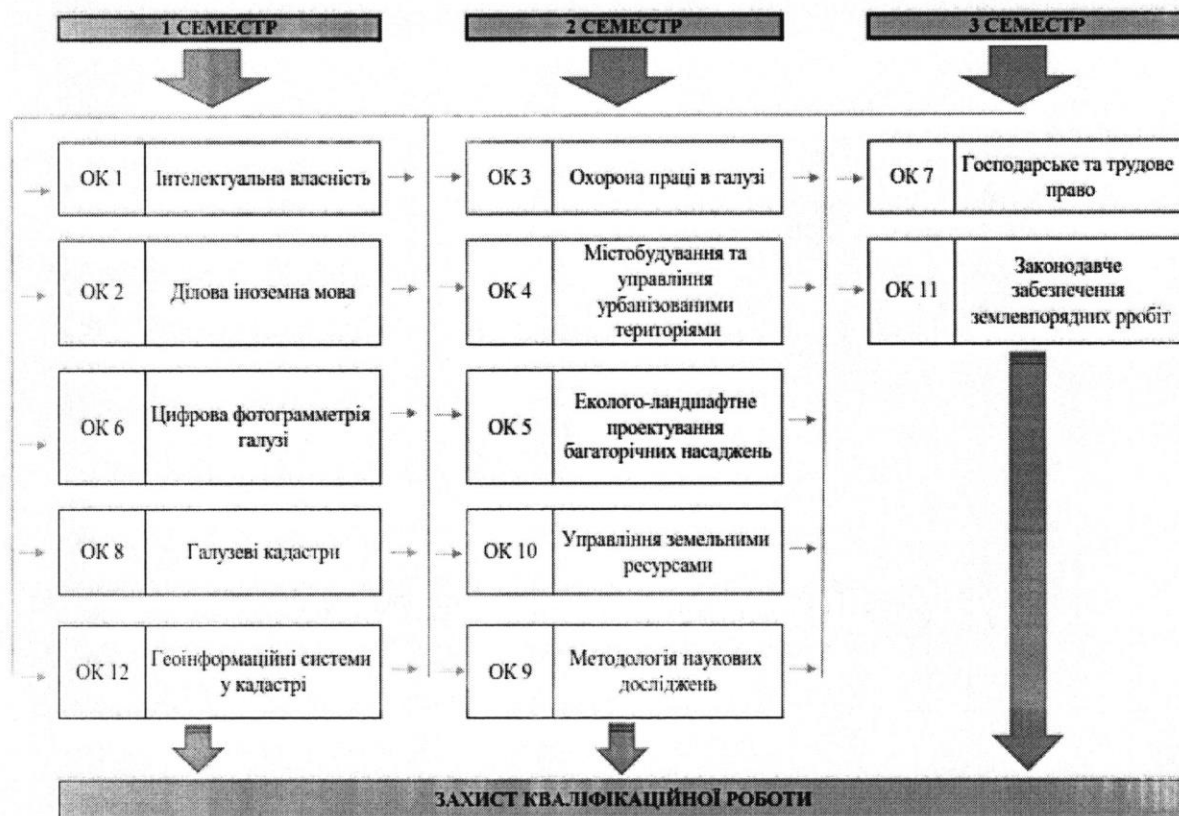 1 СЕМЕСТР
2 СЕМЕСТР
3 СЕМЕСТР
ОК 1
Інтелектуальна власність
ОК 2
Ділова іноземна мова
ОК 6
Цифрова фотограмметрія
галузі
ОК 8
Галузеві кадастри
ОК 12
Геоінформаційні системи
у кадастрі
ОК 3
Охорона праці в галузі
ОК 4
Містобудування та
управління
урбанізованими
територіями
ОК 5
Еколого-ландшафтне
проектування
багаторічних насаджень
ОК 10
Управління земельними
ресурсами
ОК 9
Методологія наукових
досліджень
ОК 7
Господарське та трудове
право
ОК 11
Законодавче
забезпечення
землевпорядних рробіт
ЗАХИСТ КВАЛІФІКАЦІЙНОЇ РОБОТИ